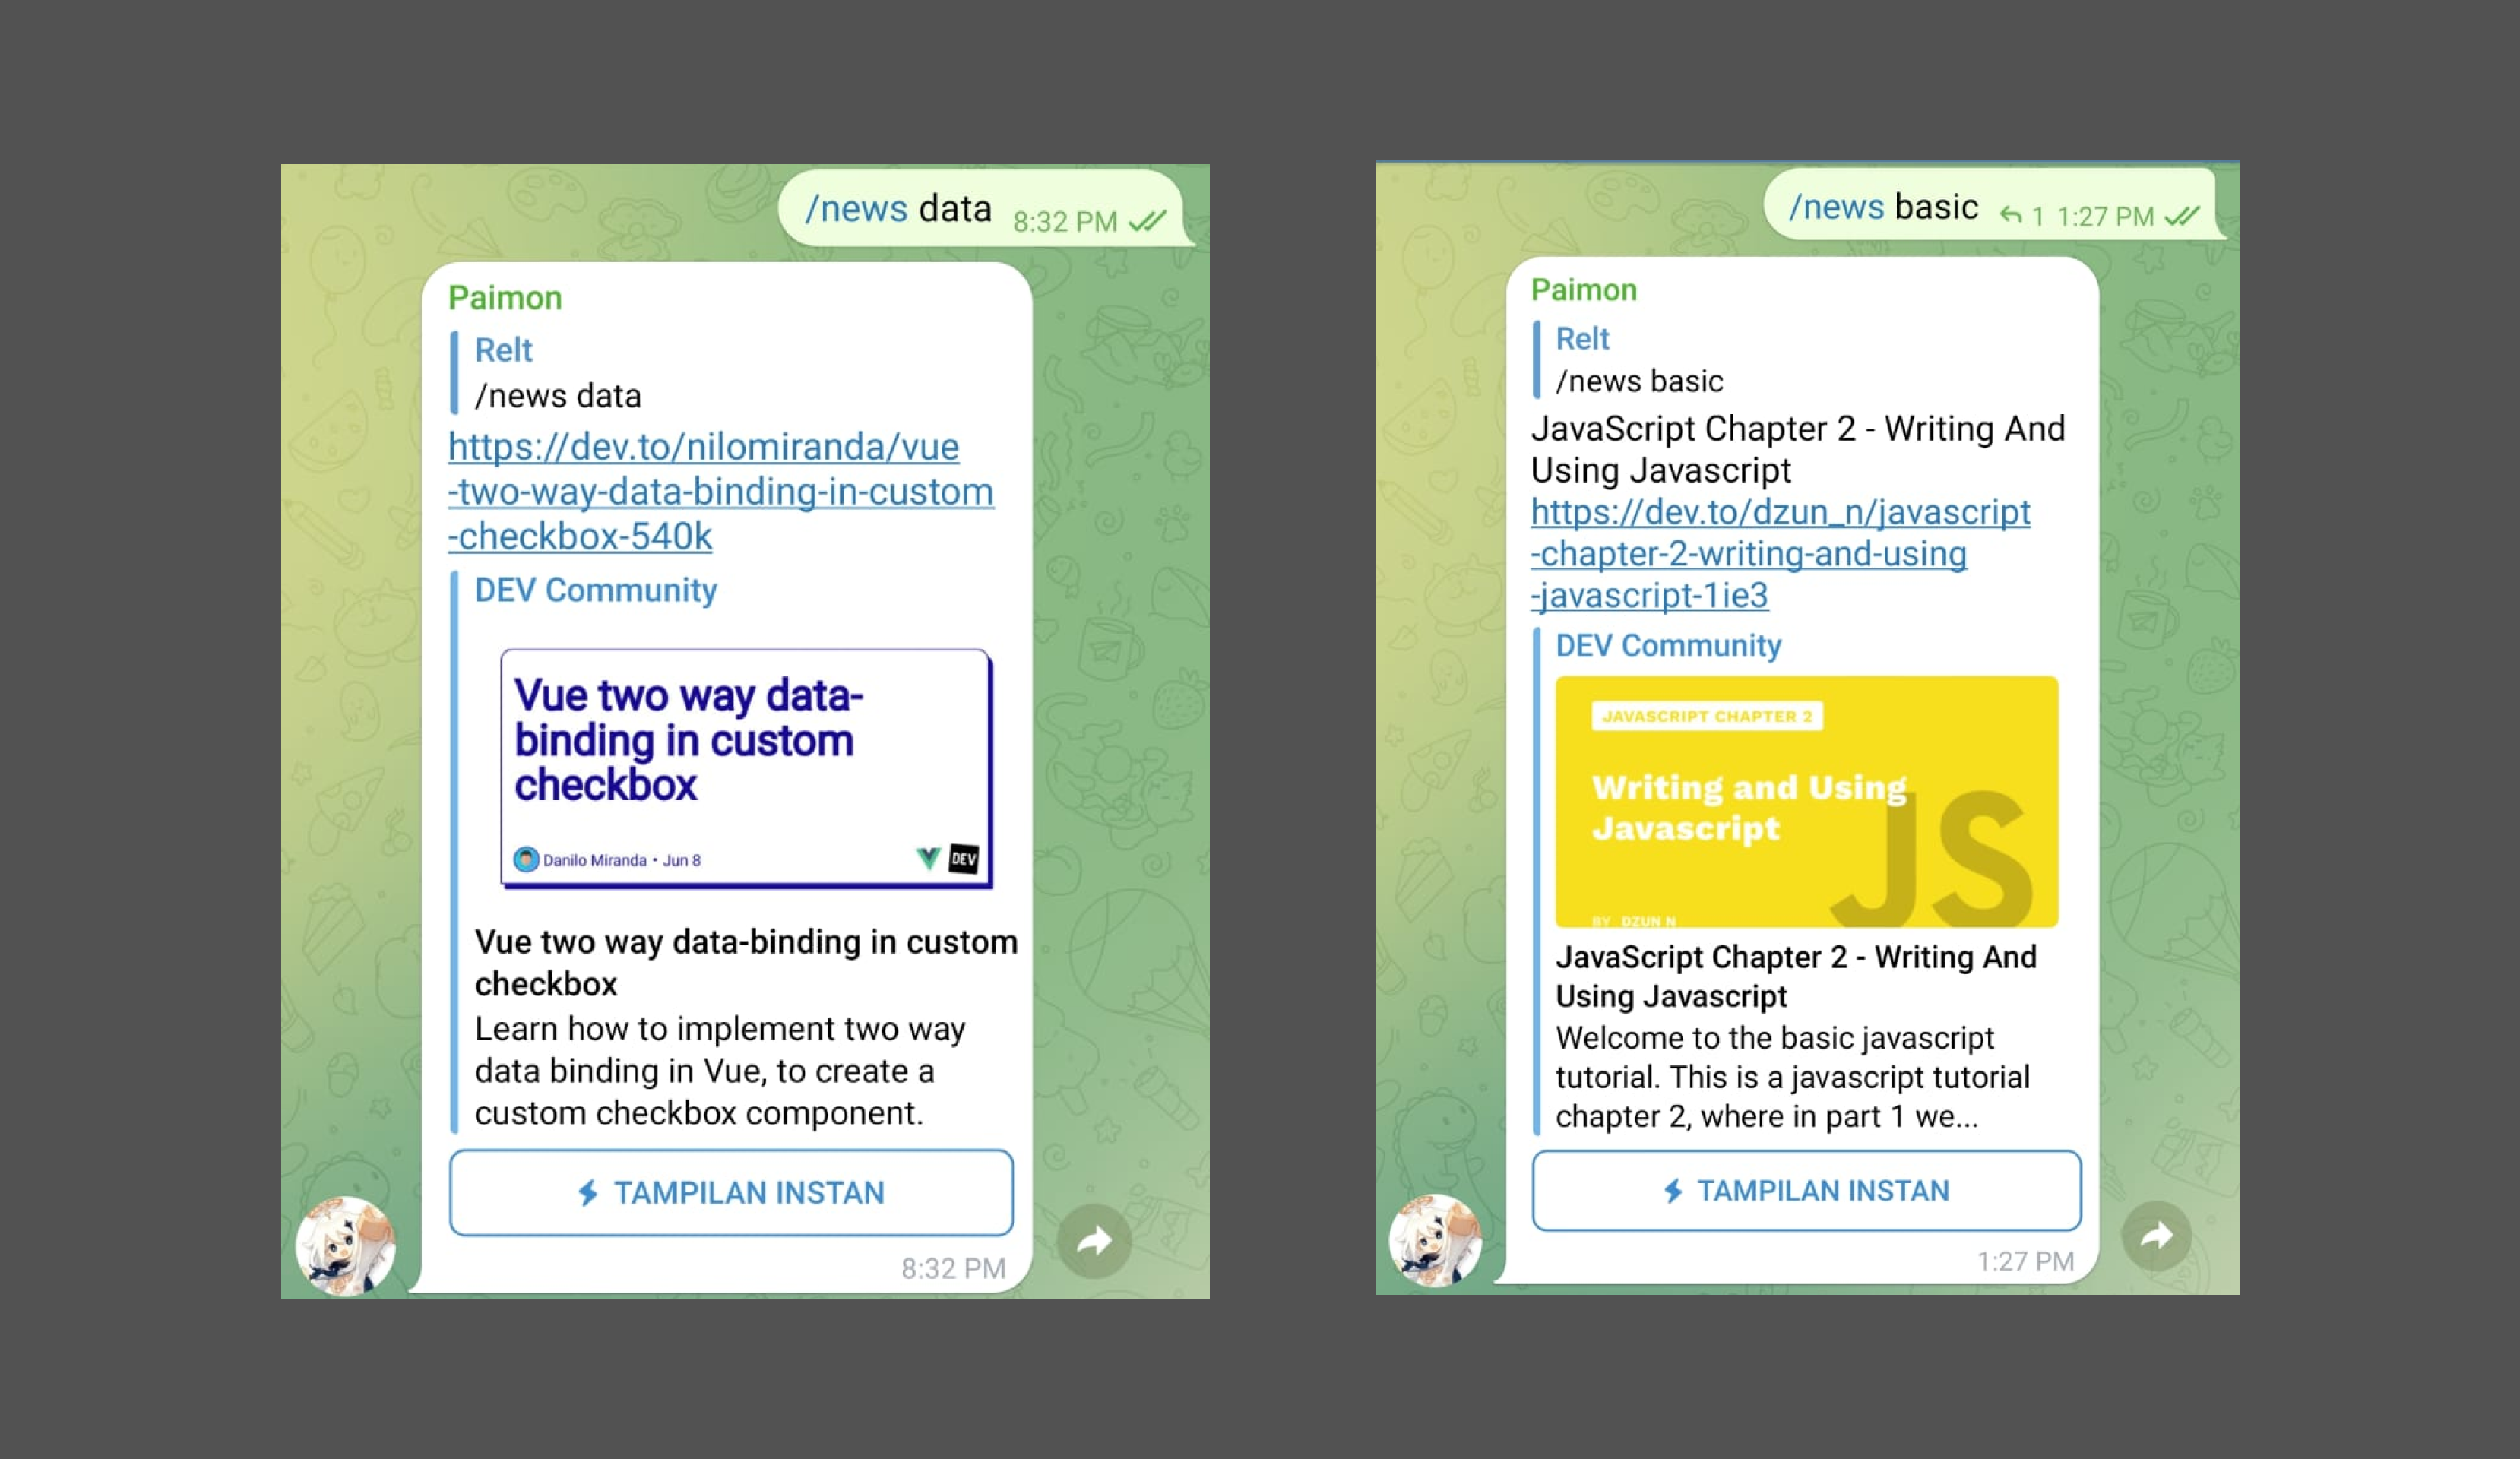 /news data 8:32 PM
Paimon
Relt
/news data
https://dev.to/nilomiranda/vue
-two-way-data-binding-in-custom
-checkbox-540k
DEV Community
Vue two way data-
binding in custom
checkbox
Danilo Miranda • Jun 8
DEV
Vue two way data-binding in custom
checkbox
Learn how to implement two way
data binding in Vue, to create a
custom checkbox component.
TAMPILAN INSTAN
8:32 PM
/news basic 1 1:27 PM
Paimon
Relt
/news basic
JavaScript Chapter 2 - Writing And
Using Javascript
https://dev.to/dzun_n/javascript
-chapter-2-writing-and-using
-javascript-1ie3
DEV Community
JAVASCRIPT CHAPTER 2
Writing and Using
Javascript
JS
BY DZUN N
JavaScript Chapter 2 - Writing And
Using Javascript
Welcome to the basic javascript
tutorial. This is a javascript tutorial
chapter 2, where in part 1 we...
TAMPILAN INSTAN
1:27 PM